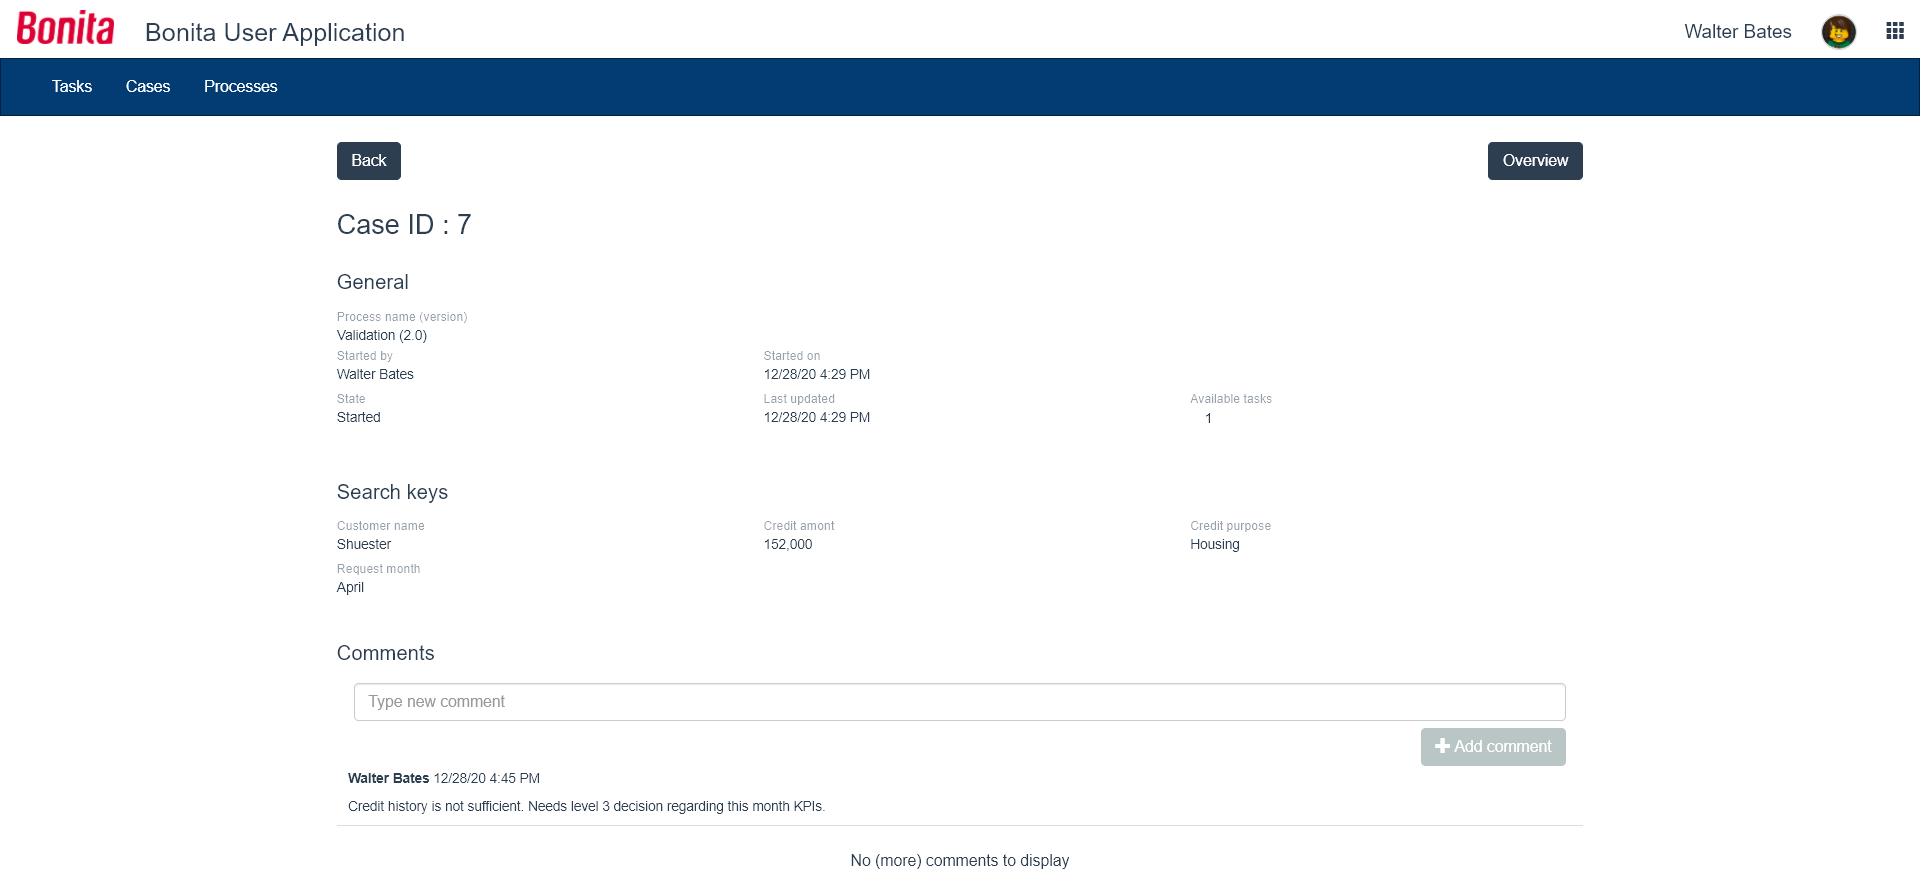 Bonita Bonita User Application Walter Bates
Tasks Cases Processes
Back Overview
Case ID : 7
General
Process name (version)
Validation (2.0)
Started by Started on
Walter Bates 12/28/20 4:29 PM
State Last updated Available tasks
Started 12/28/20 4:29 PM 1
Search keys
Customer name Credit amont Credit purpose
Shuester 152,000 Housing
Request month
April
Comments
Type new comment
Add comment
Walter Bates 12/28/20 4:45 PM
Credit history is not sufficient. Needs level 3 decision regarding this month KPIs.
No (more) comments to display